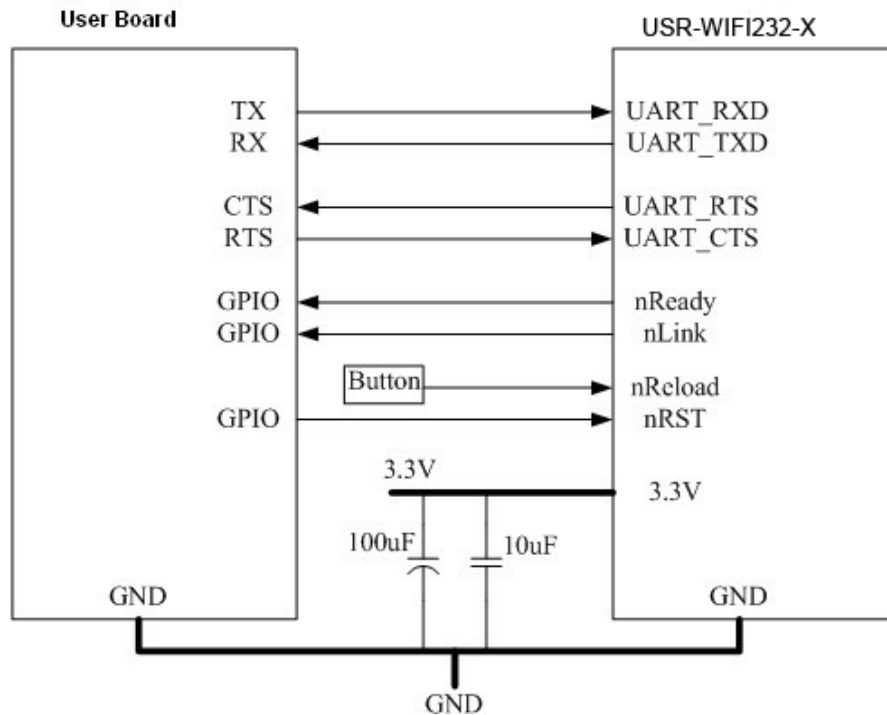 User Board
USR-WIFI232-X
TX
UART_RXD
RX
UART_TXD
CTS
UART_RTS
RTS
UART_CTS
GPIO
nReady
GPIO
nLink
Button
nReload
GPIO
nRST
3.3V
3.3V
100uF
10uF
GND
GND
GND